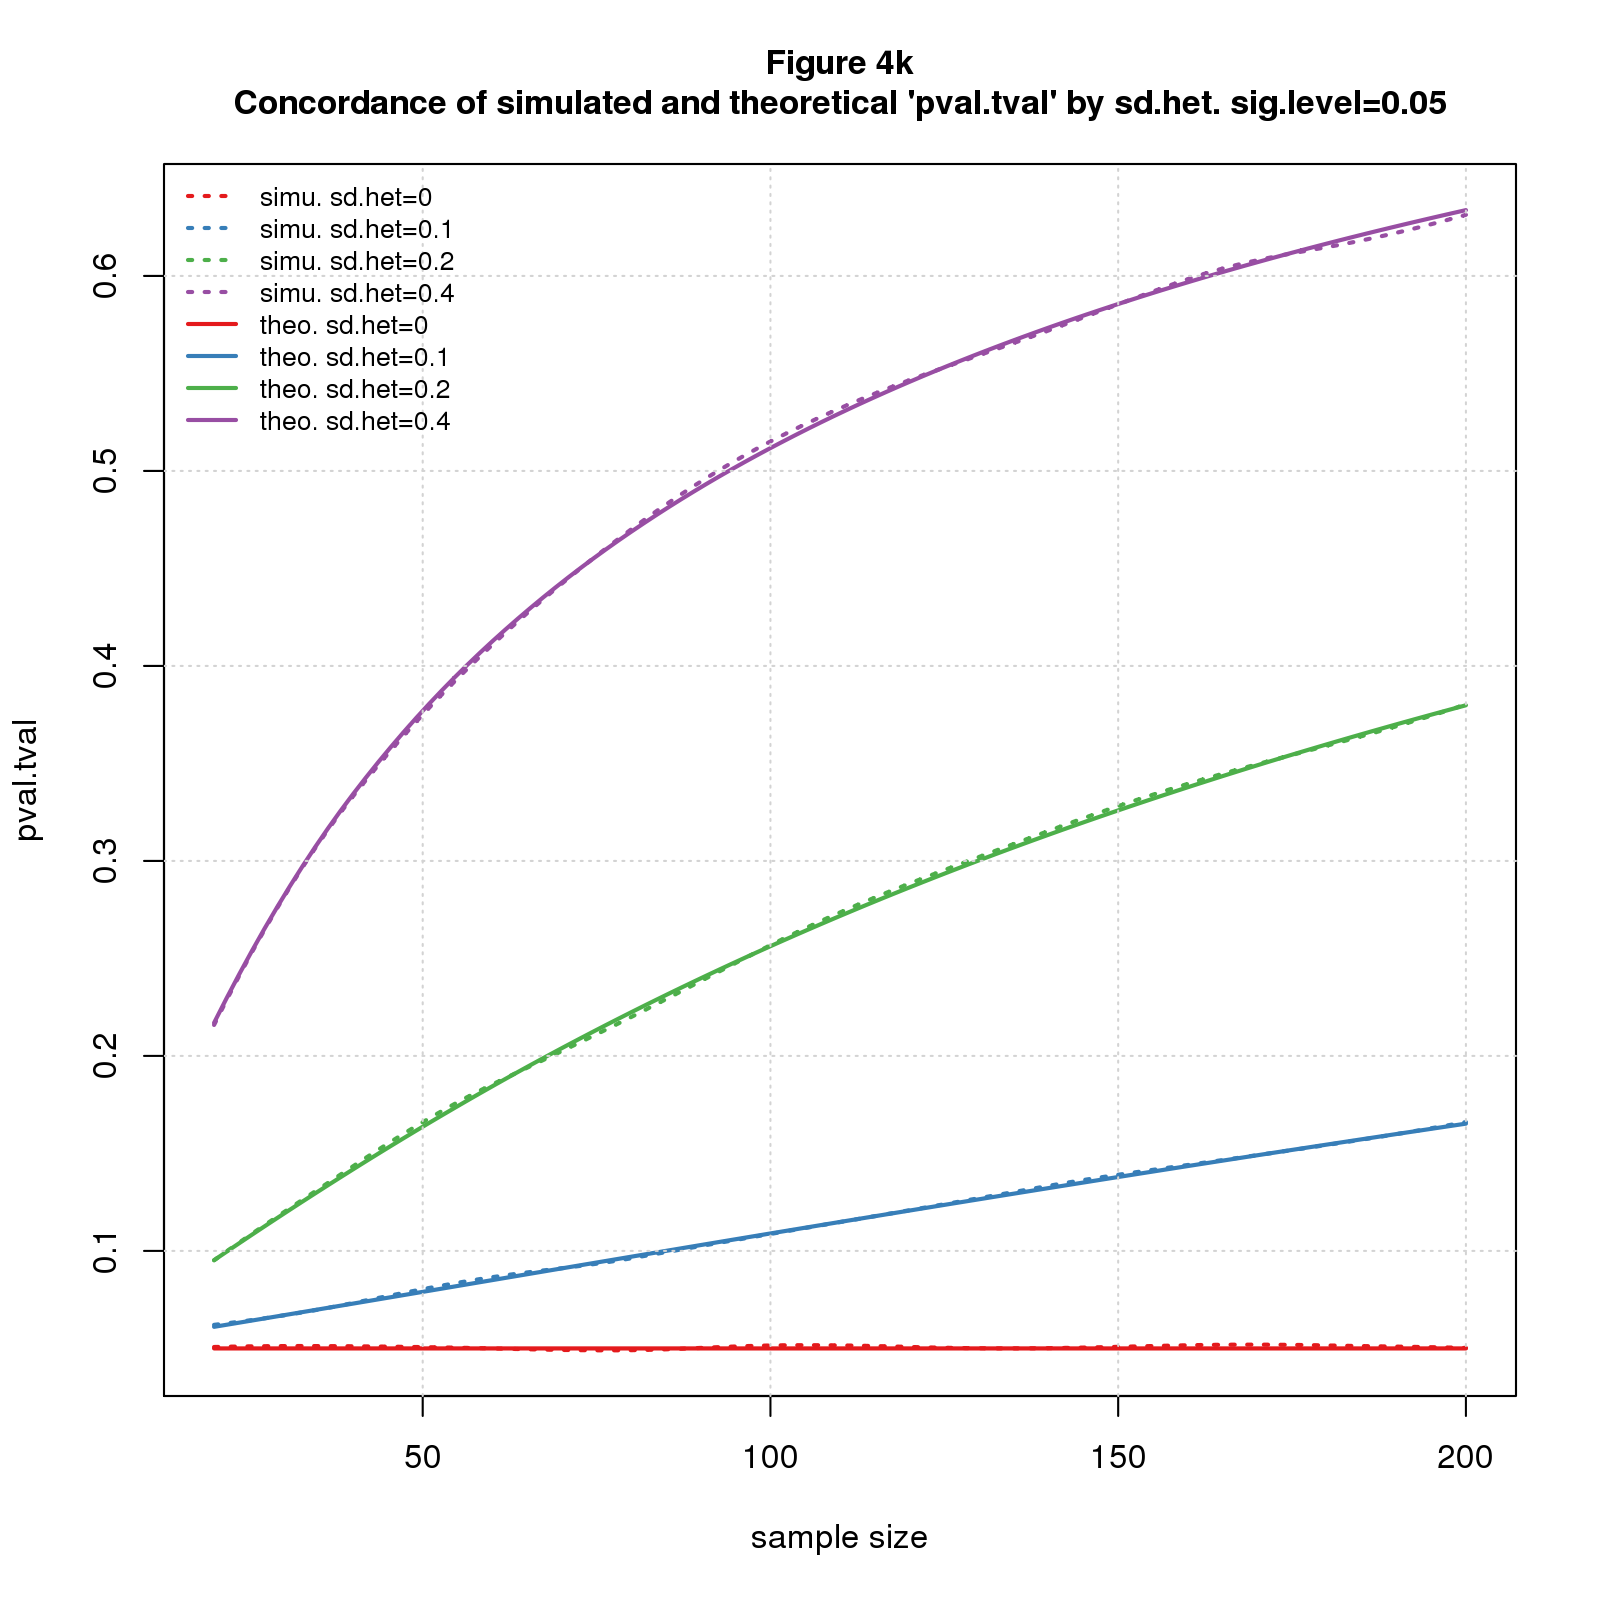 Figure 4k
Concordance of simulated and theoretical 'pval.tval' by sd.het. sig.level=0.05
simu. sd.het=0
simu. sd.het=0.1
simu. sd.het=0.2
simu. sd.het=0.4
theo. sd.het=0
theo. sd.het=0.1
theo. sd.het=0.2
theo. sd.het=0.4
0.6
0.5
0.4
0.3
0.2
0.1
pval.tval
50 100 150 200
sample size